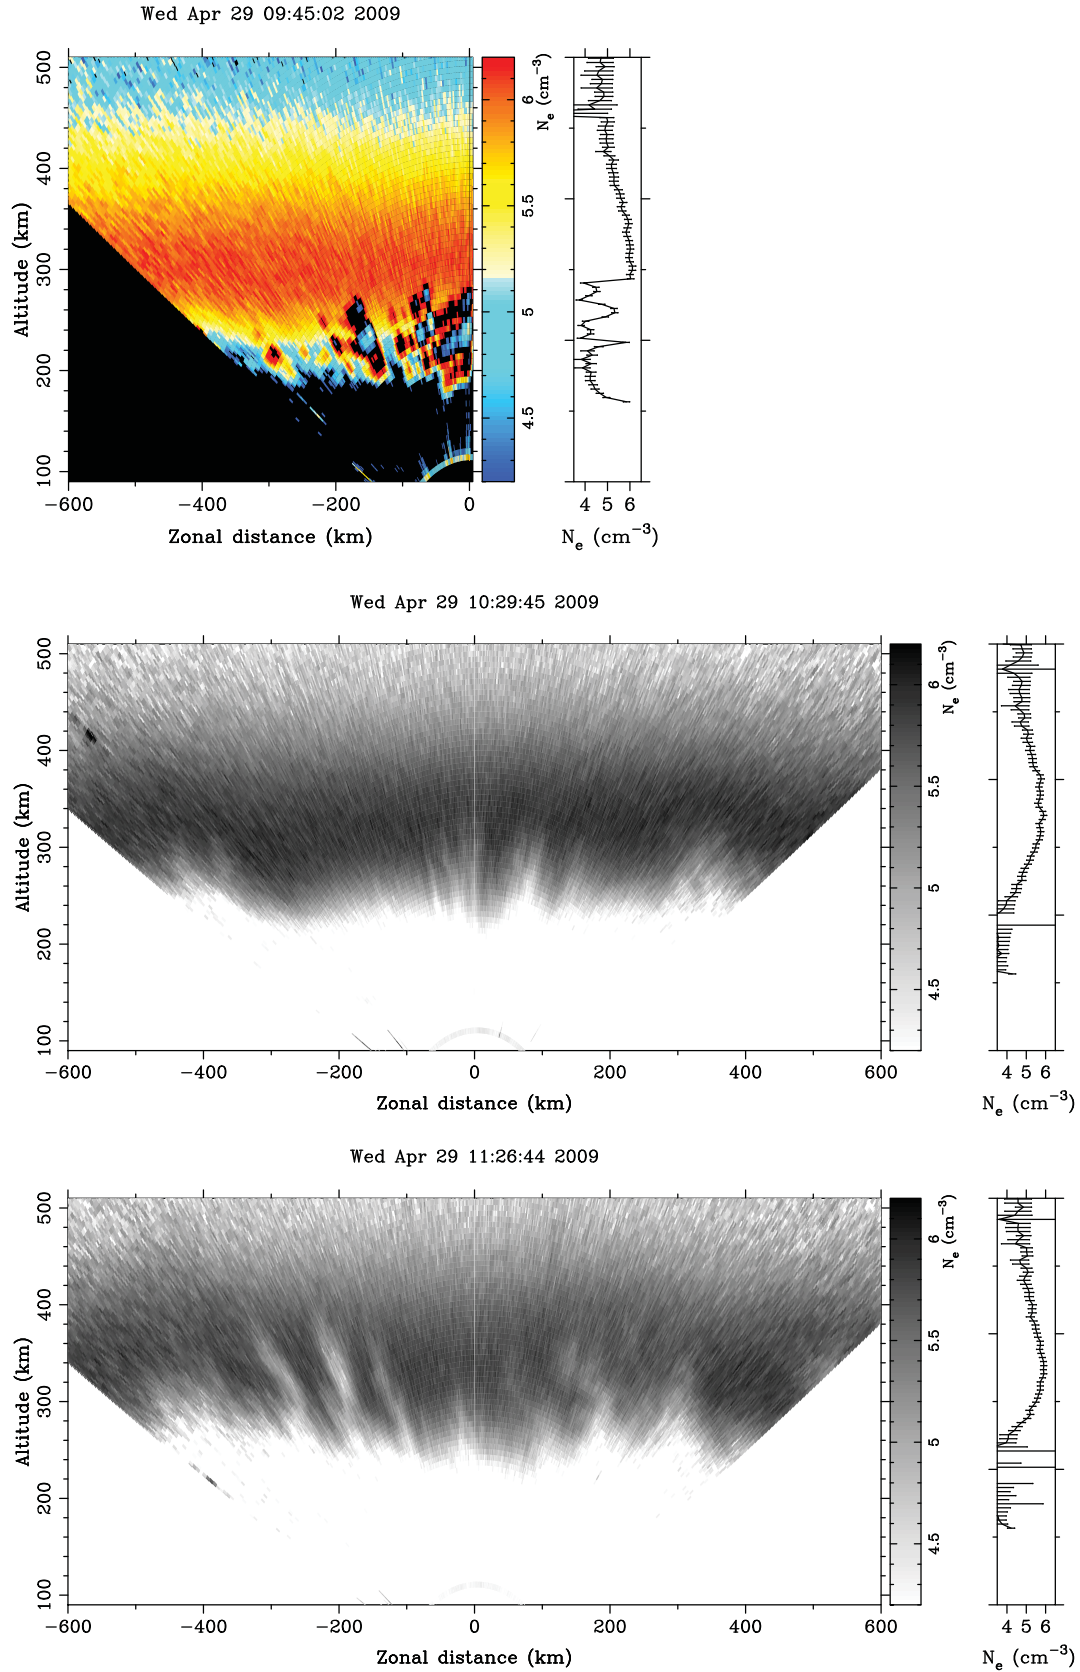 Wed Apr 29 09:45:02 2009
500
400
300
200
100
Altitude (km)
−600 −400 −200 0
Zonal distance (km)
6
5.5
5
4.5
Ne (cm−3)
4 5 6
Ne (cm−3)
Wed Apr 29 10:29:45 2009
500
400
300
200
100
Altitude (km)
−600 −400 −200 0 200 400 600
Zonal distance (km)
6
5.5
5
4.5
Ne (cm−3)
4 5 6
Ne (cm−3)
Wed Apr 29 11:26:44 2009
500
400
300
200
100
Altitude (km)
−600 −400 −200 0 200 400 600
Zonal distance (km)
6
5.5
5
4.5
Ne (cm−3)
4 5 6
Ne (cm−3)